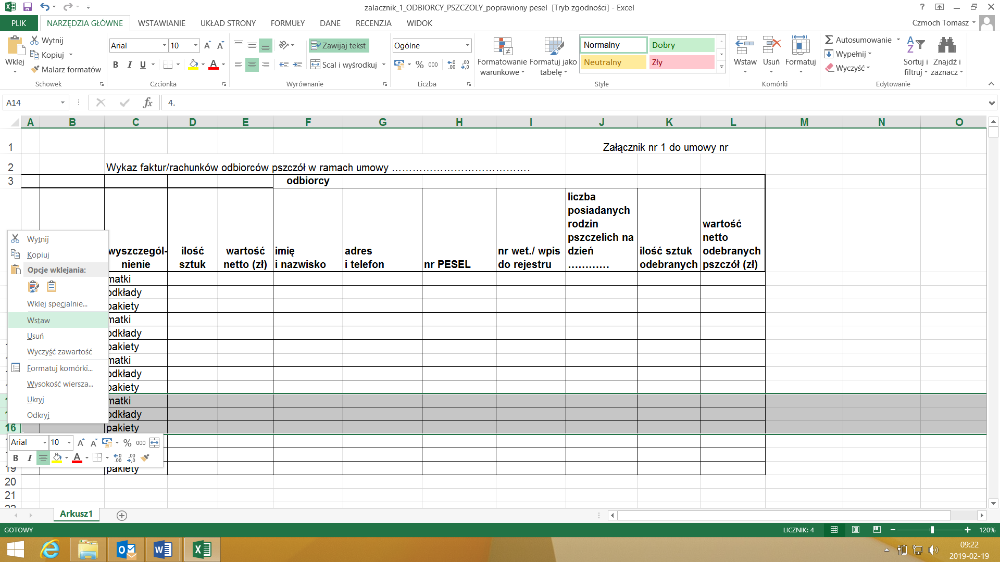 zalacznik_1_ODBIORCY_PSZCZOLY_poprawiony pesel [Tryb zgodności] - Excel
PLIK NARZĘDZIA GŁÓWNE WSTAWIANIE UKŁAD STRONY FORMUŁY DANE RECENZJA WIDOK Czmoch Tomasz
Wklej
Wytnij
Kopiuj
Malarz formatów
Schowek
Arial 10
B I U A
Czcionka
Zawijaj tekst
Scal i wyśrodkuj
Wyrównanie
Ogólne
% 000
Liczba
Formatowanie warunkowe
Formatuj jako tabelę
Normalny Dobry
Neutralny Zły
Style
Wstaw Usuń Formatuj
Komórki
Autosumowanie
Wypełnij
Wyczyść
Sortuj i filtruj
Znajdź i zaznacz
Edytowanie
A14 fx 4.
A B C D E F G H I J K L M N O
1 Załącznik nr 1 do umowy nr
2 Wykaz faktur/rachunków odbiorców pszczół w ramach umowy ………………………………….
3 odbiorcy
wyszczegól-
nienie
ilość
sztuk
wartość
netto (zł)
imię
i nazwisko
adres
i telefon
nr PESEL
nr wet./ wpis
do rejestru
liczba
posiadanych
rodzin
pszczelich na
dzień
…………
ilość sztuk
odebranych
wartość
netto
odebranych
pszczół (zł)
matki
odkłady
pakiety
matki
odkłady
pakiety
matki
odkłady
pakiety
matki
odkłady
16 pakiety
19 pakiety
20
21
22
Wytnij
Kopiuj
Opcje wklejania:
Wklej specjalnie...
Wstaw
Usuń
Wyczyść zawartość
Formatuj komórki...
Wysokość wiersza...
Ukryj
Odkryj
Arial 10 % 000
B I A
Arkusz1
GOTOWY LICZNIK: 4 120%
09:22
2019-02-19